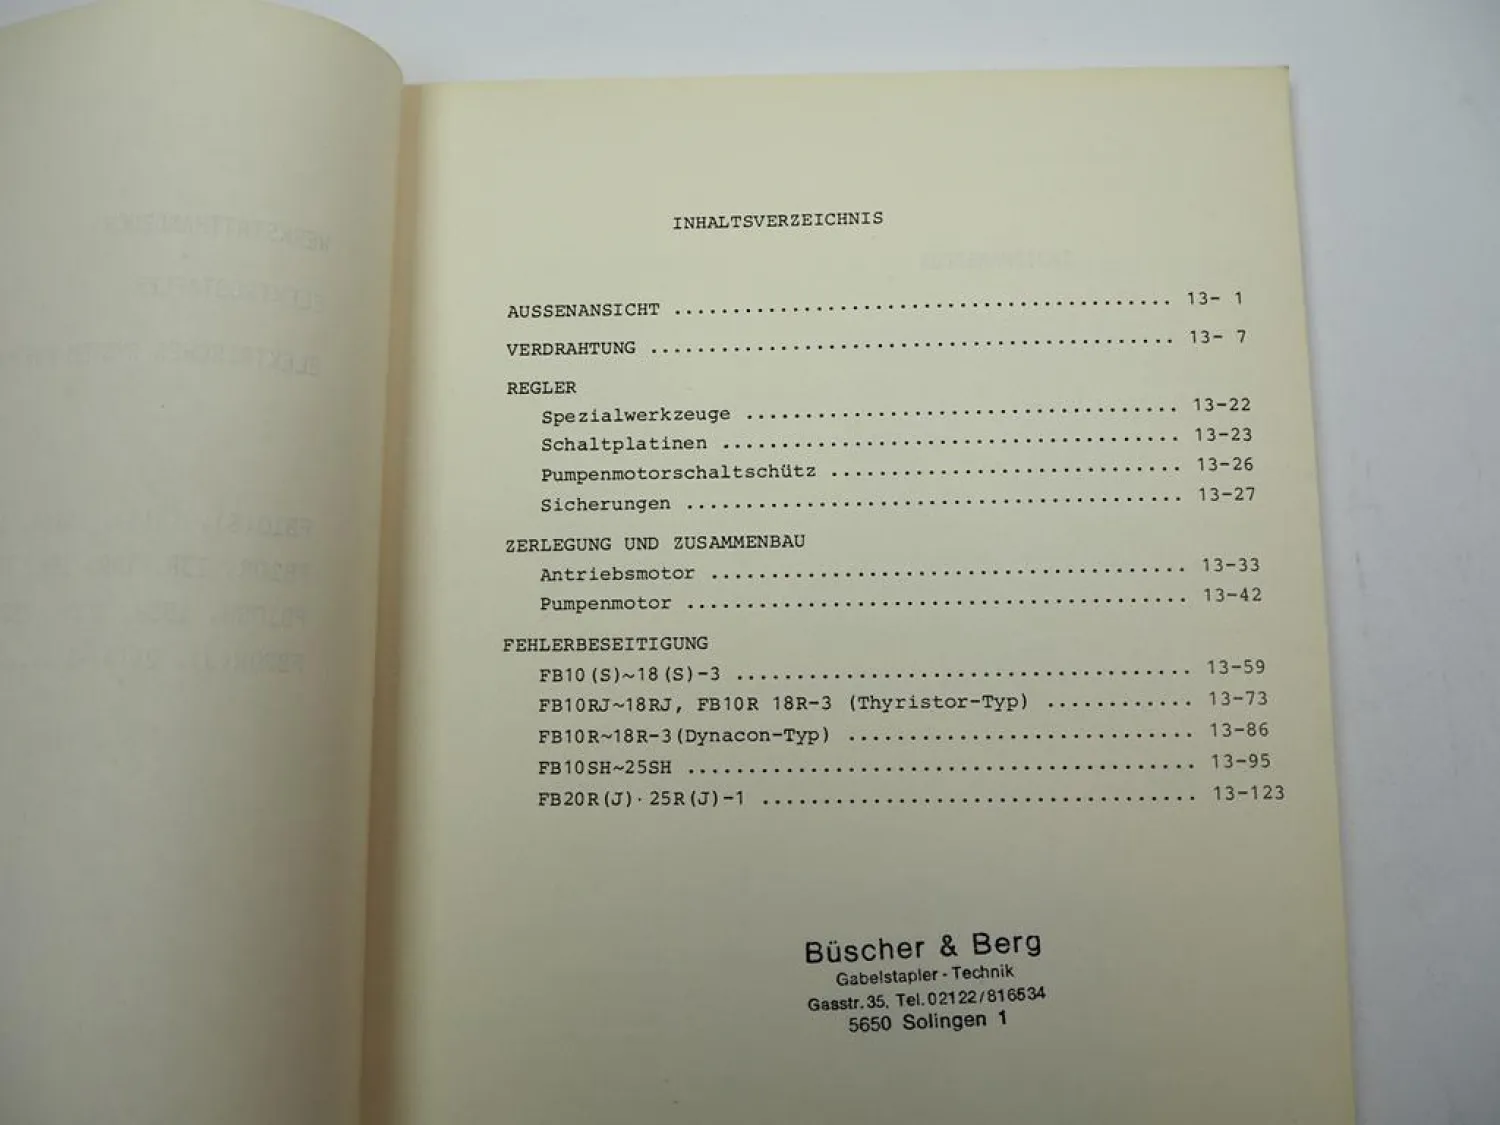 INHALTSVERZEICHNIS
AUSSENANSICHT .......................................... 13- 1
VERDRAHTUNG ............................................ 13- 7
REGLER
Spezialwerkzeuge ..................................... 13-22
Schaltplatinen ....................................... 13-23
Pumpenmotorschaltschütz .............................. 13-26
Sicherungen .......................................... 13-27
ZERLEGUNG UND ZUSAMMENBAU
Antriebsmotor ........................................ 13-33
Pumpenmotor .......................................... 13-42
FEHLERBESEITIGUNG
FB10(S)~18(S)-3 ...................................... 13-59
FB10RJ~18RJ, FB10R 18R-3 (Thyristor-Typ) ............ 13-73
FB10R~18R-3(Dynacon-Typ) ............................. 13-86
FB10SH~25SH .......................................... 13-95
FB20R(J)·25R(J)-1 .................................... 13-123
Büscher & Berg
Gabelstapler-Technik
Gasstr.35, Tel.02122/816534
5650 Solingen 1